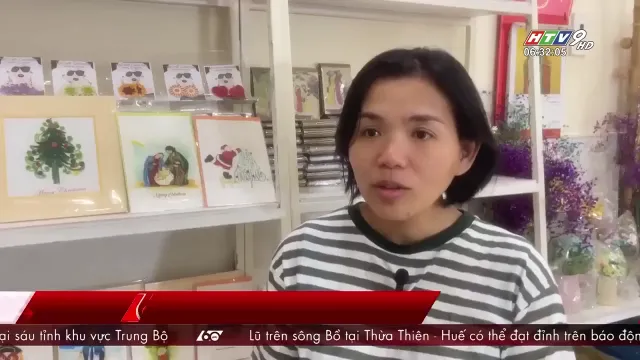 HTV9 HD
06:32:05
ại sáu tỉnh khu vực Trung Bộ 60 Lũ trên sông Bồ tại Thừa Thiên - Huế có thể đạt đỉnh trên báo độn